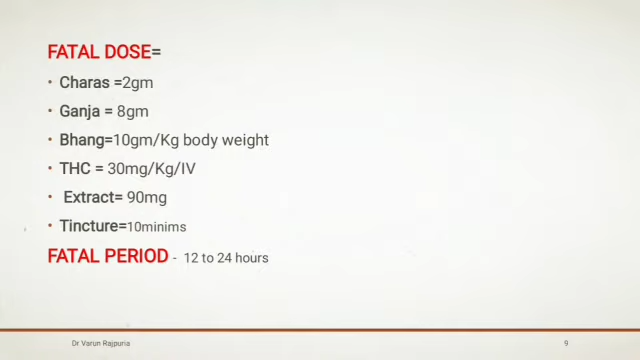 FATAL DOSE=
• Charas =2gm
• Ganja = 8gm
• Bhang=10gm/Kg body weight
• THC = 30mg/Kg/IV
• Extract= 90mg
• Tincture=10minims
FATAL PERIOD - 12 to 24 hours
Dr Varun Rajpuria 9